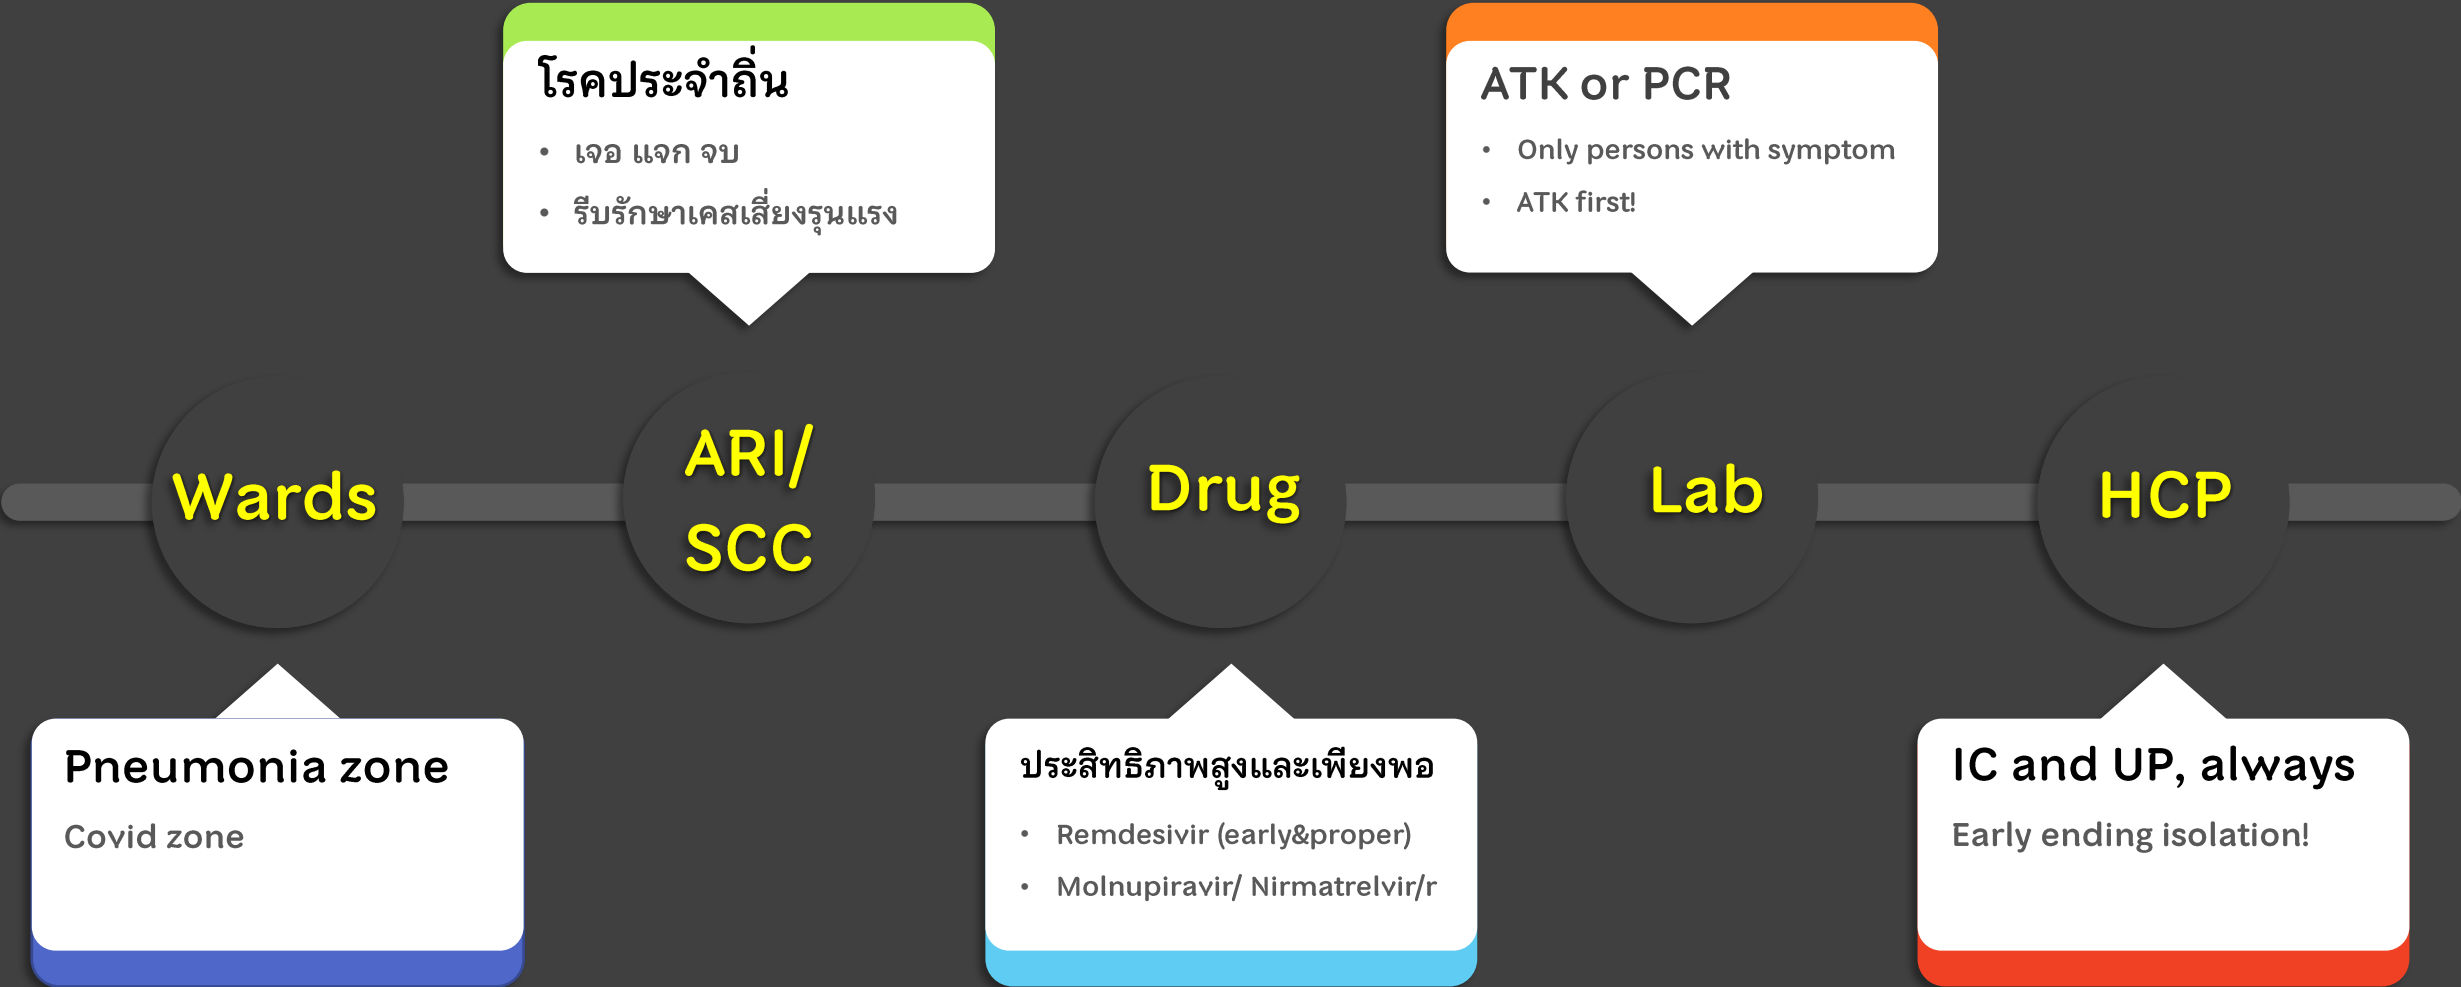 โรคประจำถิ่น
• เจอ แจก จบ
• รีบรักษาเคสเสี่ยงรุนแรง
ATK or PCR
• Only persons with symptom
• ATK first!
Wards
ARI/
SCC
Drug
Lab
HCP
Pneumonia zone
Covid zone
ประสิทธิภาพสูงและเพียงพอ
• Remdesivir (early&proper)
• Molnupiravir/ Nirmatrelvir/r
IC and UP, always
Early ending isolation!